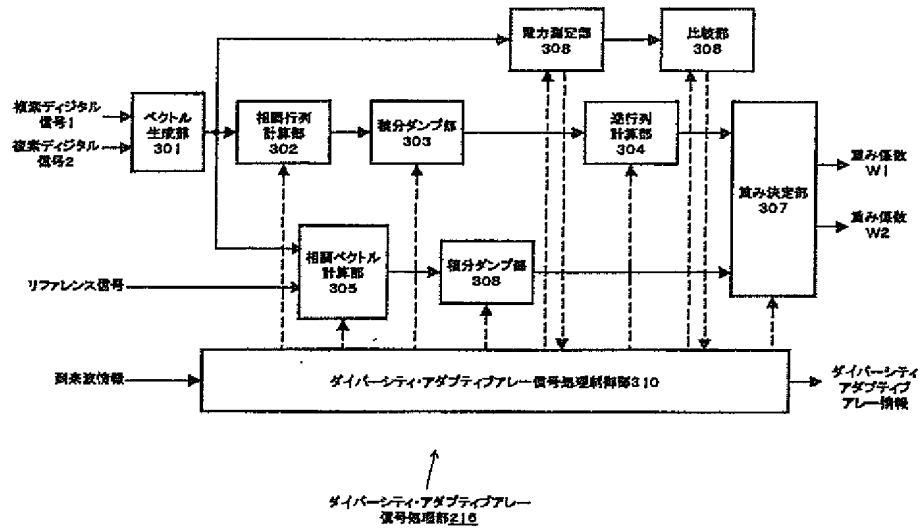 電力測定部
308
比較部
308
複素ディジタル
信号1
複素ディジタル
信号2
ベクトル
生成部
301
相関行列
計算部
302
積分ダンプ部
303
逆行列
計算部
304
重み決定部
307
重み係数
W1
重み係数
W2
相関ベクトル
計算部
305
積分ダンプ部
308
リファレンス信号
到来波情報
ダイバーシティ・アダプティブアレー信号処理制御部310
ダイバーシティ
アダプティブ
アレー情報
ダイバーシティ・アダプティブアレー
信号処理部216